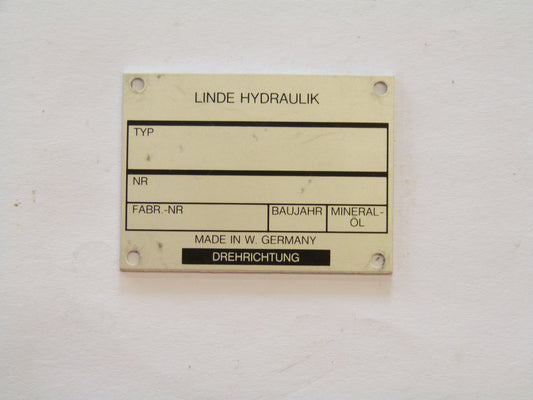 LINDE HYDRAULIK
TYP
NR
FABR.-NR
BAUJAHR
MINERAL-
ÖL
MADE IN W. GERMANY
DREHRICHTUNG